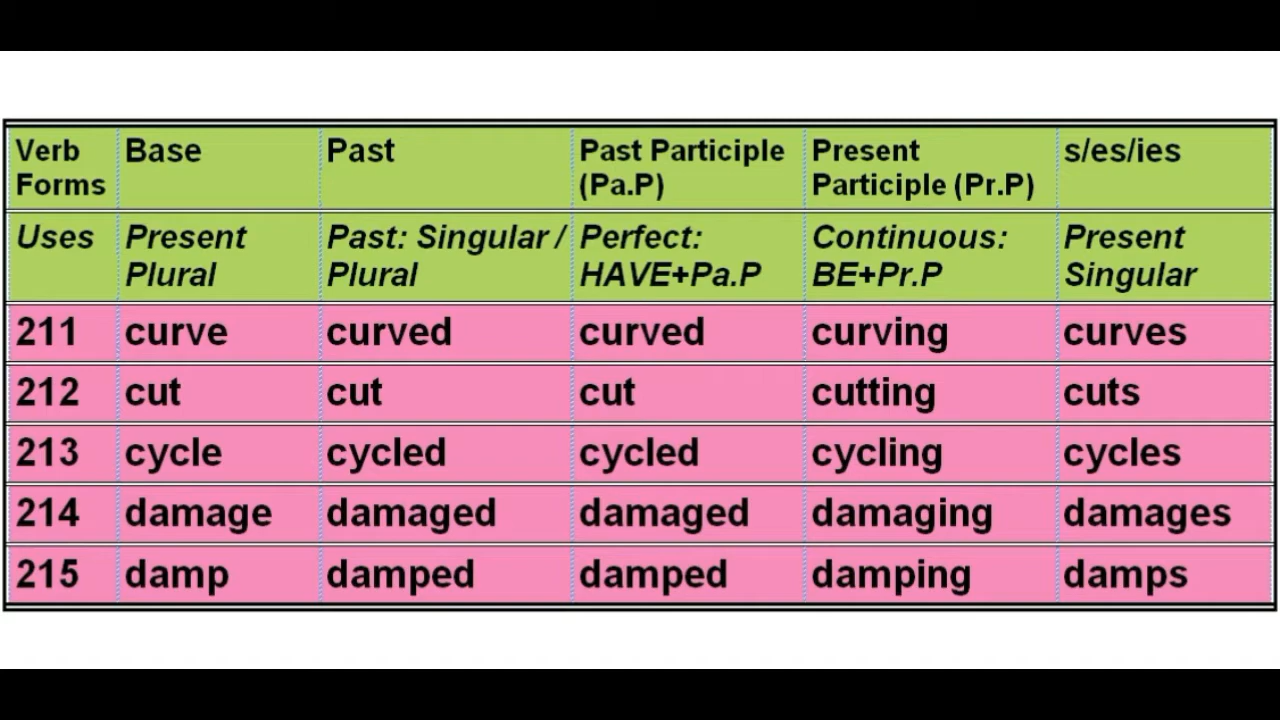 Verb Forms Base Past Past Participle (Pa.P) Present Participle (Pr.P) s/es/ies
Uses Present Plural Past: Singular / Plural Perfect: HAVE+Pa.P Continuous: BE+Pr.P Present Singular
211 curve curved curved curving curves
212 cut cut cut cutting cuts
213 cycle cycled cycled cycling cycles
214 damage damaged damaged damaging damages
215 damp damped damped damping damps